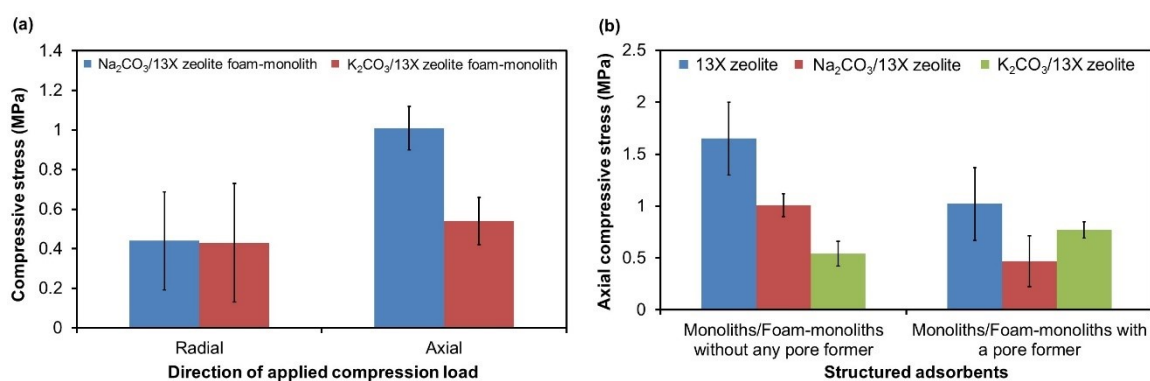 (a)
Compressive stress (MPa)
1.4
1.2
1
0.8
0.6
0.4
0.2
0
Na₂CO₃/13X zeolite foam-monolith
K₂CO₃/13X zeolite foam-monolith
Radial
Axial
Direction of applied compression load
(b)
Axial compressive stress (MPa)
2.5
2
1.5
1
0.5
0
13X zeolite
Na₂CO₃/13X zeolite
K₂CO₃/13X zeolite
Monoliths/Foam-monoliths
without any pore former
Monoliths/Foam-monoliths with
a pore former
Structured adsorbents